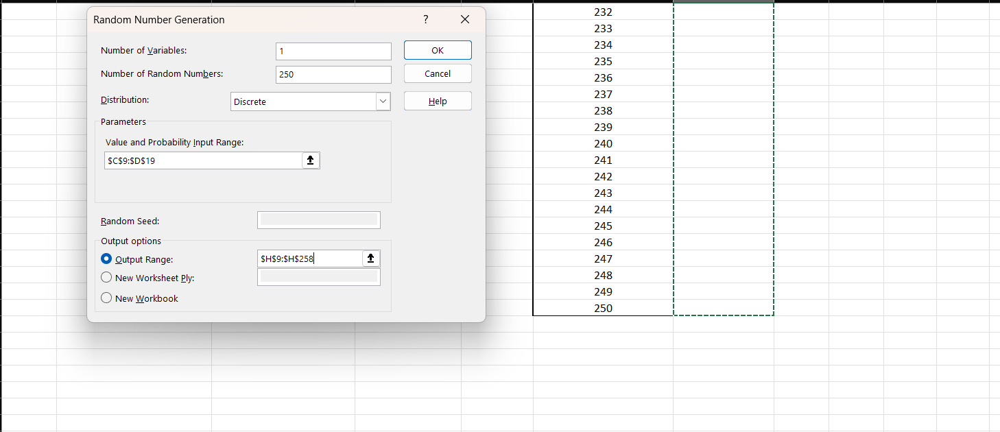 Random Number Generation ?
Number of Variables: 1 OK
Number of Random Numbers: 250 Cancel
Distribution: Discrete Help
Parameters
Value and Probability Input Range:
$C$9:$D$19
Random Seed:
Output options
Output Range: $H$9:$H$258
New Worksheet Ply:
New Workbook
232
233
234
235
236
237
238
239
240
241
242
243
244
245
246
247
248
249
250